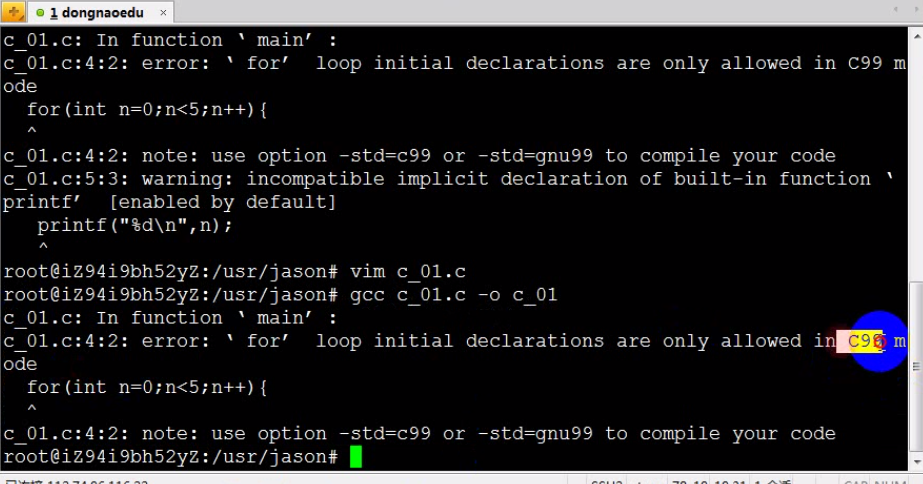 1 dongnaoedu ×
c_01.c: In function ‘ main’ :
c_01.c:4:2: error: ‘ for’  loop initial declarations are only allowed in C99 m
ode
  for(int n=0;n<5;n++){
  ^
c_01.c:4:2: note: use option -std=c99 or -std=gnu99 to compile your code
c_01.c:5:3: warning: incompatible implicit declaration of built-in function ‘
printf’  [enabled by default]
   printf("%d\n",n);
   ^
root@iZ94i9bh52yZ:/usr/jason# vim c_01.c
root@iZ94i9bh52yZ:/usr/jason# gcc c_01.c -o c_01
c_01.c: In function ‘ main’ :
c_01.c:4:2: error: ‘ for’  loop initial declarations are only allowed in C99 m
ode
  for(int n=0;n<5;n++){
  ^
c_01.c:4:2: note: use option -std=c99 or -std=gnu99 to compile your code
root@iZ94i9bh52yZ:/usr/jason#